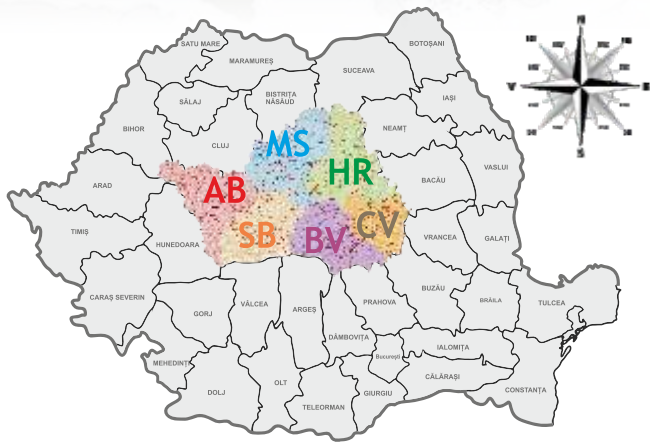 SATU MARE
MARAMUREȘ
SUCEAVA
BOTOȘANI
SĂLAJ
BISTRIȚA
NĂSĂUD
IAȘI
BIHOR
CLUJ
MS
NEAMȚ
HR
VASLUI
BACĂU
ARAD
AB
TIMIȘ
HUNEDOARA
SB
BV
CV
VRANCEA
GALAȚI
CARAȘ SEVERIN
GORJ
VÂLCEA
ARGEȘ
PRAHOVA
BUZĂU
BRĂILA
TULCEA
DÂMBOVIȚA
MEHEDINȚI
București
IALOMIȚA
DOLJ
OLT
TELEORMAN
GIURGIU
CĂLĂRAȘI
CONSTANȚA
N
V
E
S